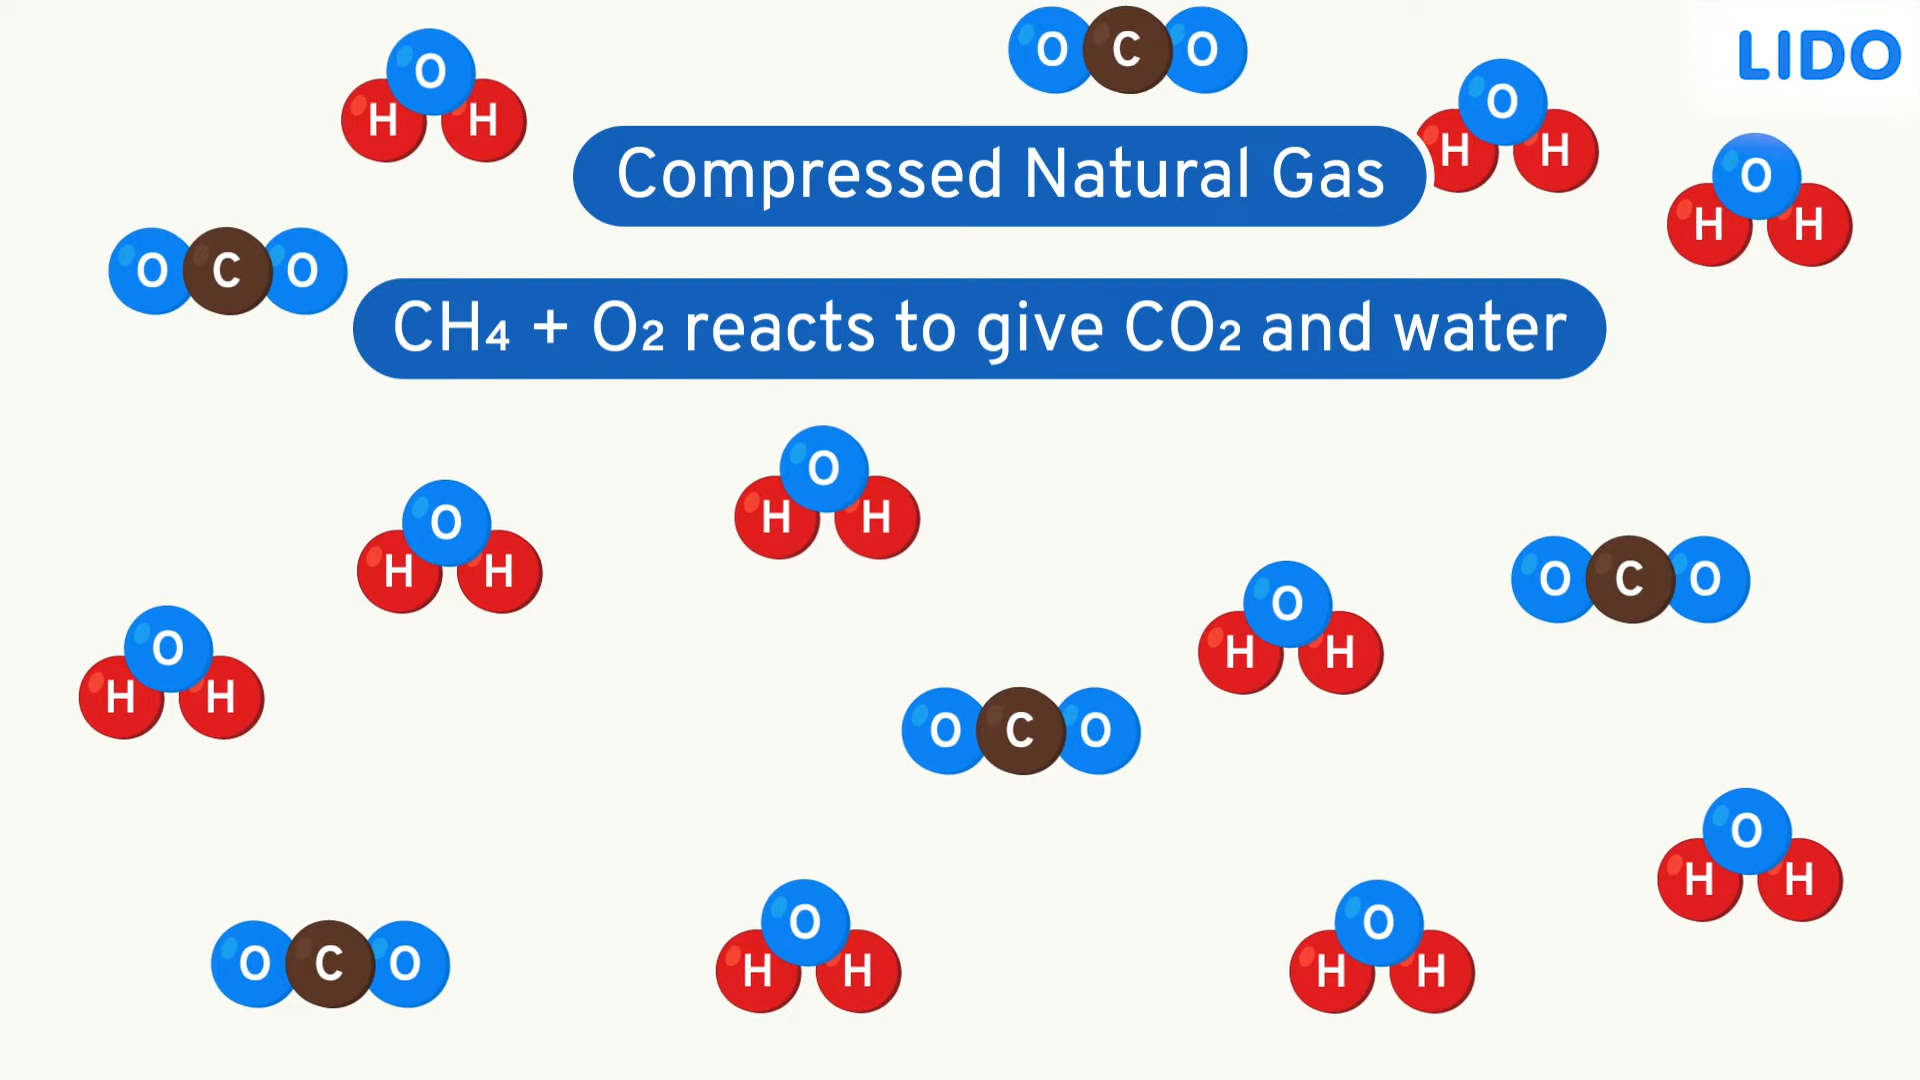 O C O
LIDO
O
H H
O
H H
Compressed Natural Gas
O
H H
O C O
CH₄ + O₂ reacts to give CO₂ and water
O
H H
O
H H
O C O
O
H H
O
H H
O C O
O
H H
O
H H
O
H H
O C O